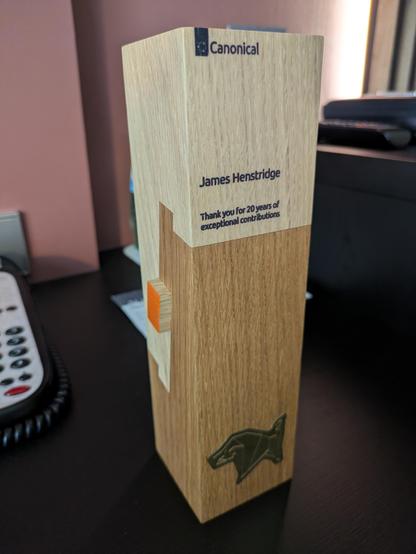 Canonical
James Henstridge
Thank you for 20 years of
exceptional contributions